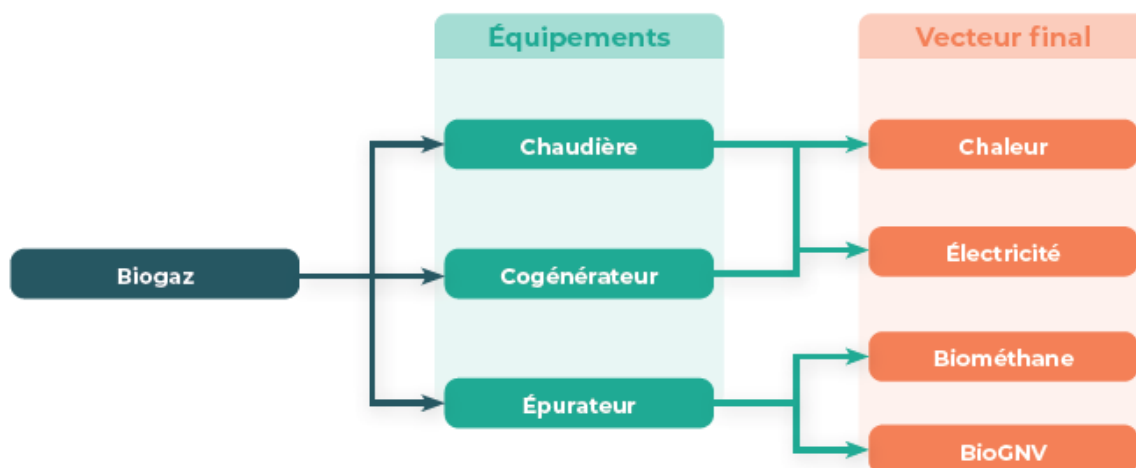 Équipements
Vecteur final
Chaudière
Chaleur
Biogaz
Cogénérateur
Électricité
Épurateur
Biométhane
BioGNV